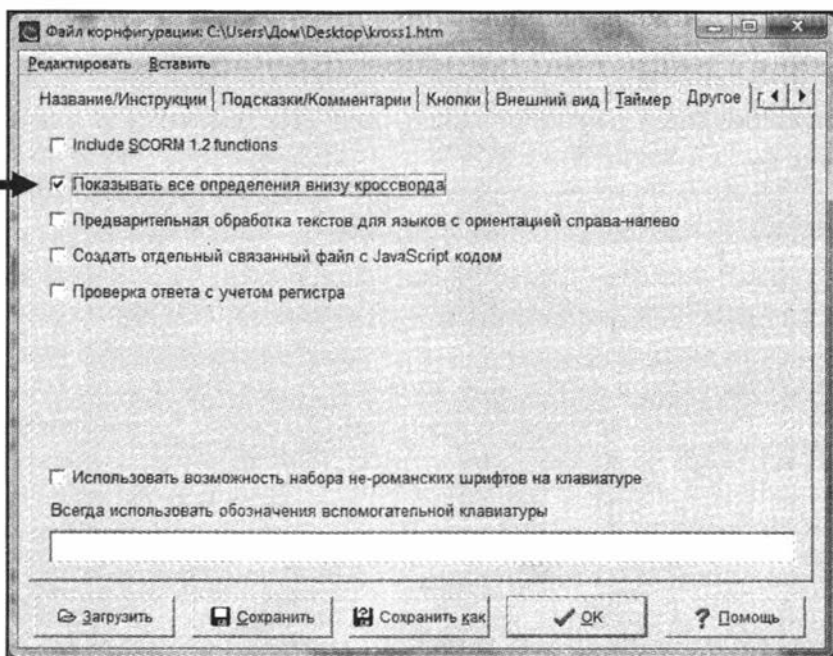 Файл корнфигурации: C:\Users\Дом\Desktop\kross1.htm
Редактировать Вставить
Название/Инструкции Подсказки/Комментарии Кнопки Внешний вид Таймер Другое
Include SCORM 1.2 functions
Показывать все определения внизу кроссворда
Предварительная обработка текстов для языков с ориентацией справа-налево
Создать отдельный связанный файл с JavaScript кодом
Проверка ответа с учетом регистра
Использовать возможность набора не-романских шрифтов на клавиатуре
Всегда использовать обозначения вспомогательной клавиатуры
Загрузить Сохранить Сохранить как OK Помощь